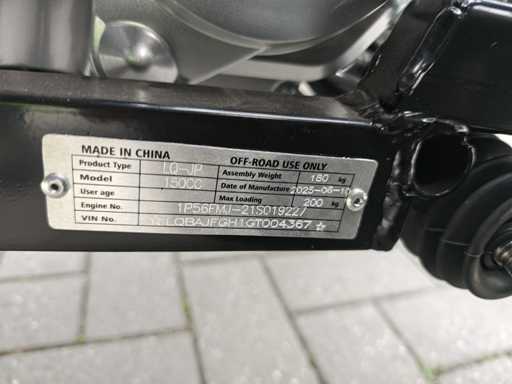 MADE IN CHINA OFF-ROAD USE ONLY
Product Type LQ-JP Assembly Weight 180 kg
Model 150CC Date of Manufacture 2025-06-10
User age Max Loading 200 kg
Engine No. 1P56FMJ-21S019227
VIN No.